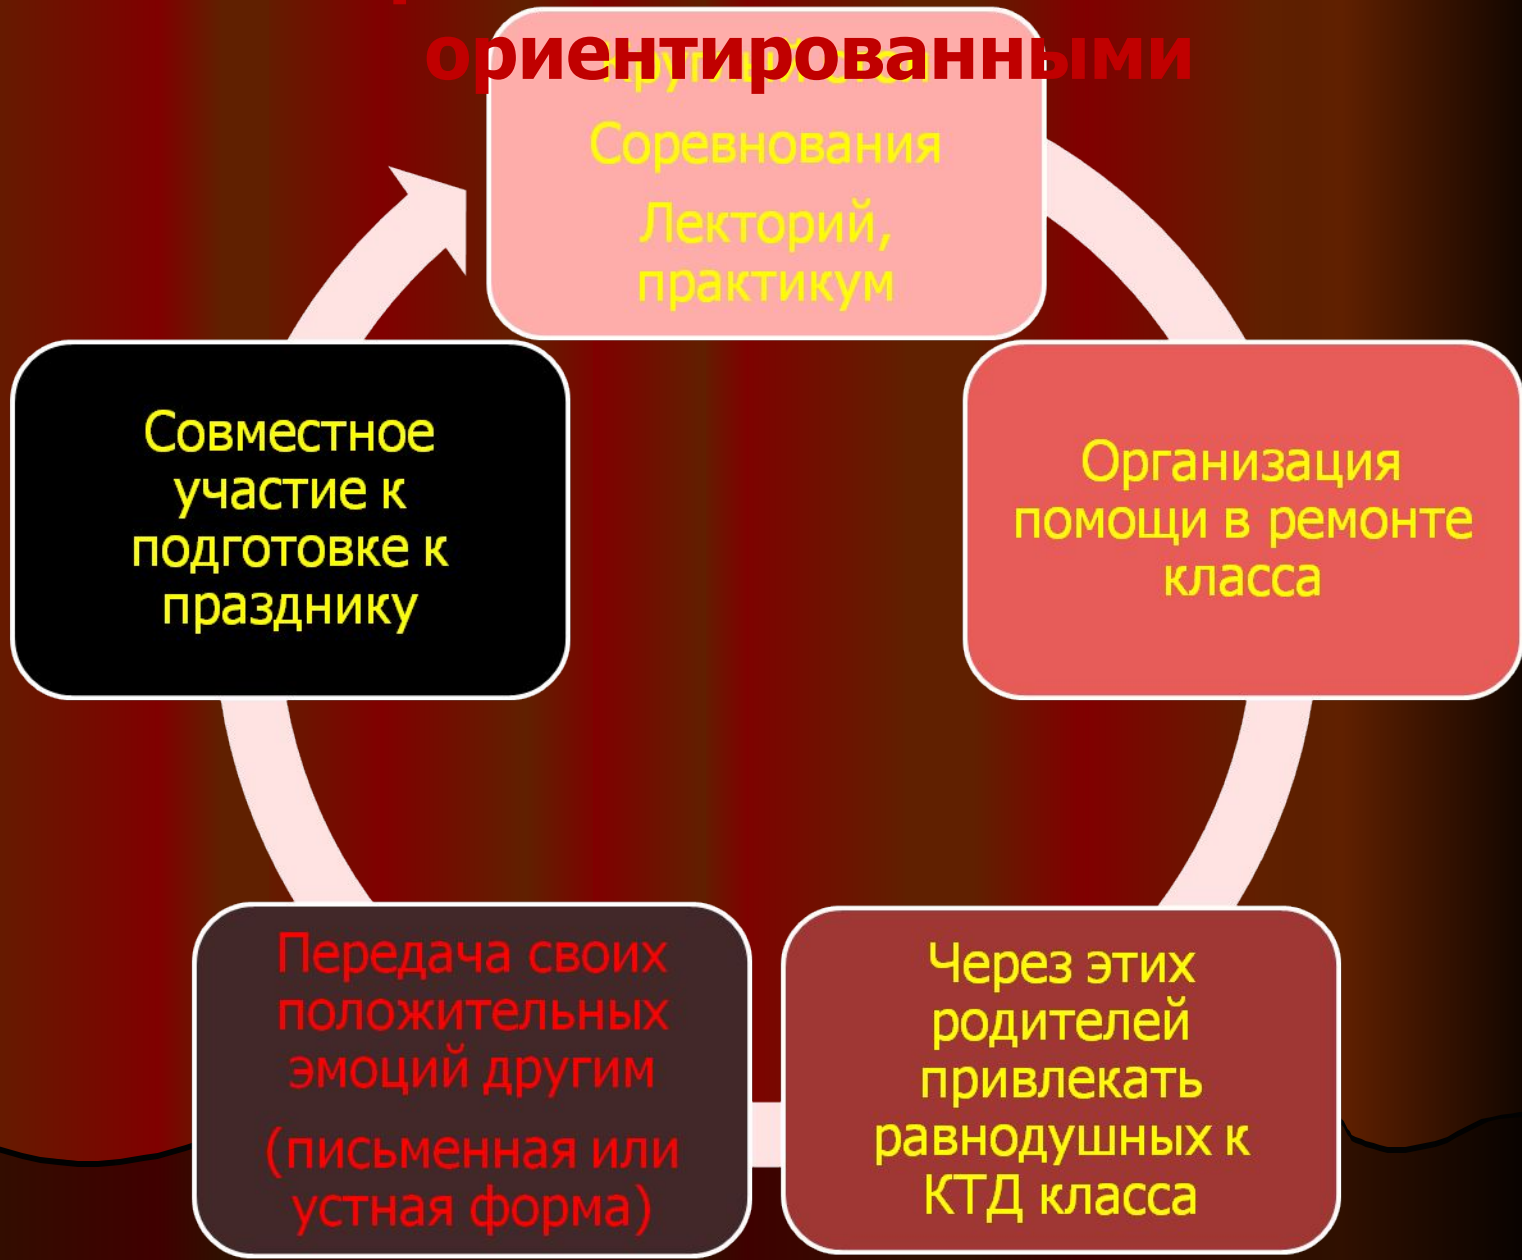 ориентированными
Соревнования
Лекторий,
практикум
Совместное
участие к
подготовке к
празднику
Организация
помощи в ремонте
класса
Передача своих
положительных
эмоций другим
(письменная или
устная форма)
Через этих
родителей
привлекать
равнодушных к
КТД класса